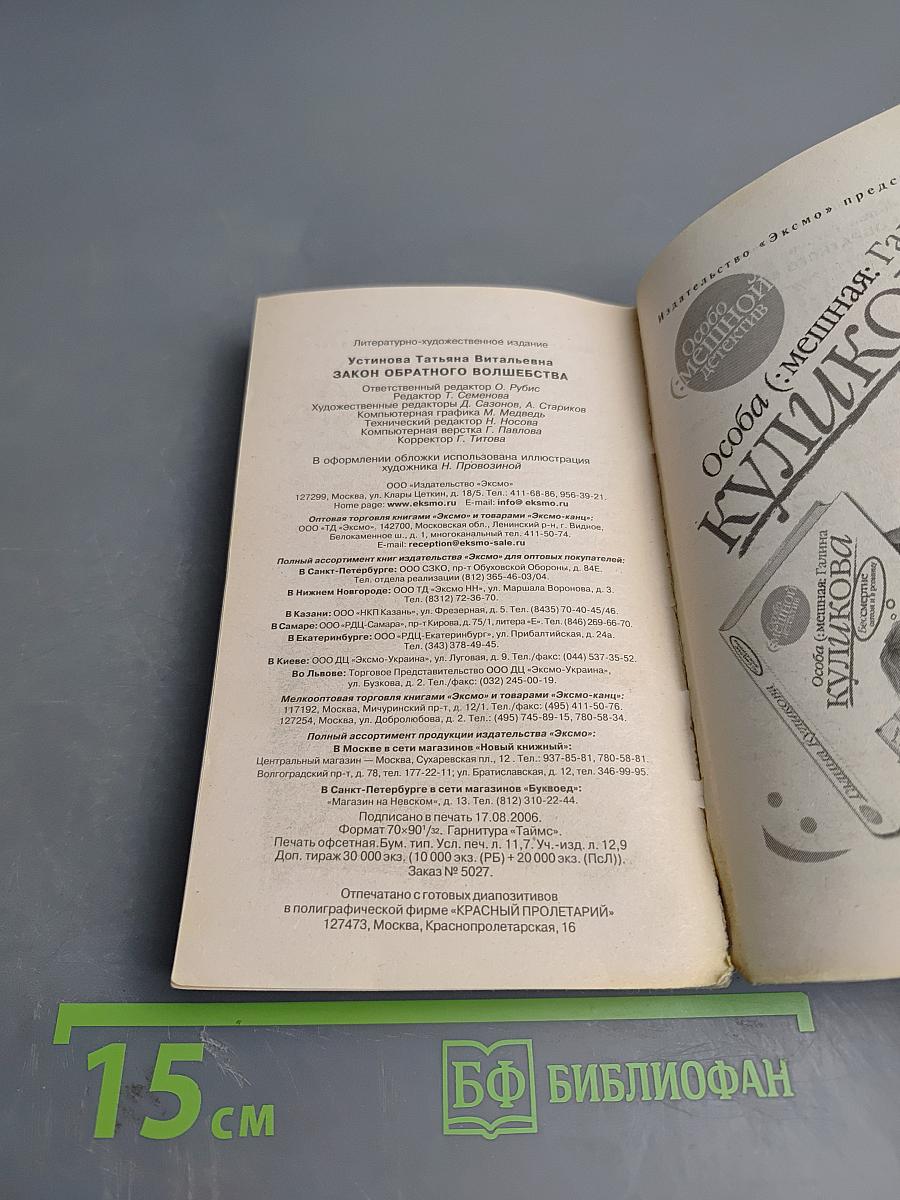 Литературно-художественное издание
Устинова Татьяна Витальевна
ЗАКОН ОБРАТНОГО ВОЛШЕБСТВА
Ответственный редактор О. Рубис
Редактор Т. Семенова
Художественные редакторы Д. Сазонов, А. Стариков
Компьютерная графика М. Медведь
Технический редактор Н. Носова
Компьютерная верстка Г. Павлова
Корректор Г. Титова
В оформлении обложки использована иллюстрация
художника Н. Провозиной
ООО «Издательство «Эксмо»
127299, Москва, ул. Клары Цеткин, д. 18/5. Тел.: 411-68-86, 956-39-21.
Home page: www.eksmo.ru E-mail: info@ eksmo.ru
Оптовая торговля книгами «Эксмо» и товарами «Эксмо-канц»:
ООО «ТД «Эксмо». 142700, Московская обл., Ленинский р-н, г. Видное,
Белокаменное ш., д. 1, многоканальный тел. 411-50-74.
E-mail: reception@eksmo-sale.ru
Полный ассортимент книг издательства «Эксмо» для оптовых покупателей:
В Санкт-Петербурге: ООО СЗКО, пр-т Обуховской Обороны, д. 84Е.
Тел. отдела реализации (812) 365-46-03/04.
В Нижнем Новгороде: ООО ТД «Эксмо НН», ул. Маршала Воронова, д. 3.
Тел. (8312) 72-36-70.
В Казани: ООО «НКП Казань», ул. Фрезерная, д. 5. Тел. (8435) 70-40-45/46.
В Самаре: ООО «РДЦ-Самара», пр-т Кирова, д. 75/1, литера «Е». Тел. (846) 269-66-70.
В Екатеринбурге: ООО «РДЦ-Екатеринбург», ул. Прибалтийская, д. 24а.
Тел. (343) 378-49-45.
В Киеве: ООО ДЦ «Эксмо-Украина», ул. Луговая, д. 9. Тел./факс: (044) 537-35-52.
Во Львове: Торговое Представительство ООО ДЦ «Эксмо-Украина»,
ул. Бузкова, д. 2. Тел./факс: (032) 245-00-19.
Мелкооптовая торговля книгами «Эксмо» и товарами «Эксмо-канц»:
117192, Москва, Мичуринский пр-т, д. 12/1. Тел./факс: (495) 411-50-76.
127254, Москва, ул. Добролюбова, д. 2. Тел.: (495) 745-89-15, 780-58-34.
Полный ассортимент продукции издательства «Эксмо»:
В Москве в сети магазинов «Новый книжный»:
Центральный магазин — Москва, Сухаревская пл., 12 . Тел.: 937-85-81, 780-58-81.
Волгоградский пр-т, д. 78, тел. 177-22-11; ул. Братиславская, д. 12, тел. 346-99-95.
В Санкт-Петербурге в сети магазинов «Буквоед»:
«Магазин на Невском», д. 13. Тел. (812) 310-22-44.
Подписано в печать 17.08.2006.
Формат 70×90 1/32. Гарнитура «Таймс».
Печать офсетная. Бум. тип. Усл. печ. л. 11,7. Уч.-изд. л. 12,9
Доп. тираж 30 000 экз. (10 000 экз. (РБ) + 20 000 экз. (ПсЛ)).
Заказ № 5027.
Отпечатано с готовых диапозитивов
в полиграфической фирме «КРАСНЫЙ ПРОЛЕТАРИЙ»
127473, Москва, Краснопролетарская, 16
Издательство «Эксмо» предс
Особо
(:мешной
детектив
Особа (:мешная: Га
КУЛИКО
Особа (:мешная: Галина
КУЛИКОВА
Бессмертие
Галина Куликова
15 см
БФ БИБЛИОФАН